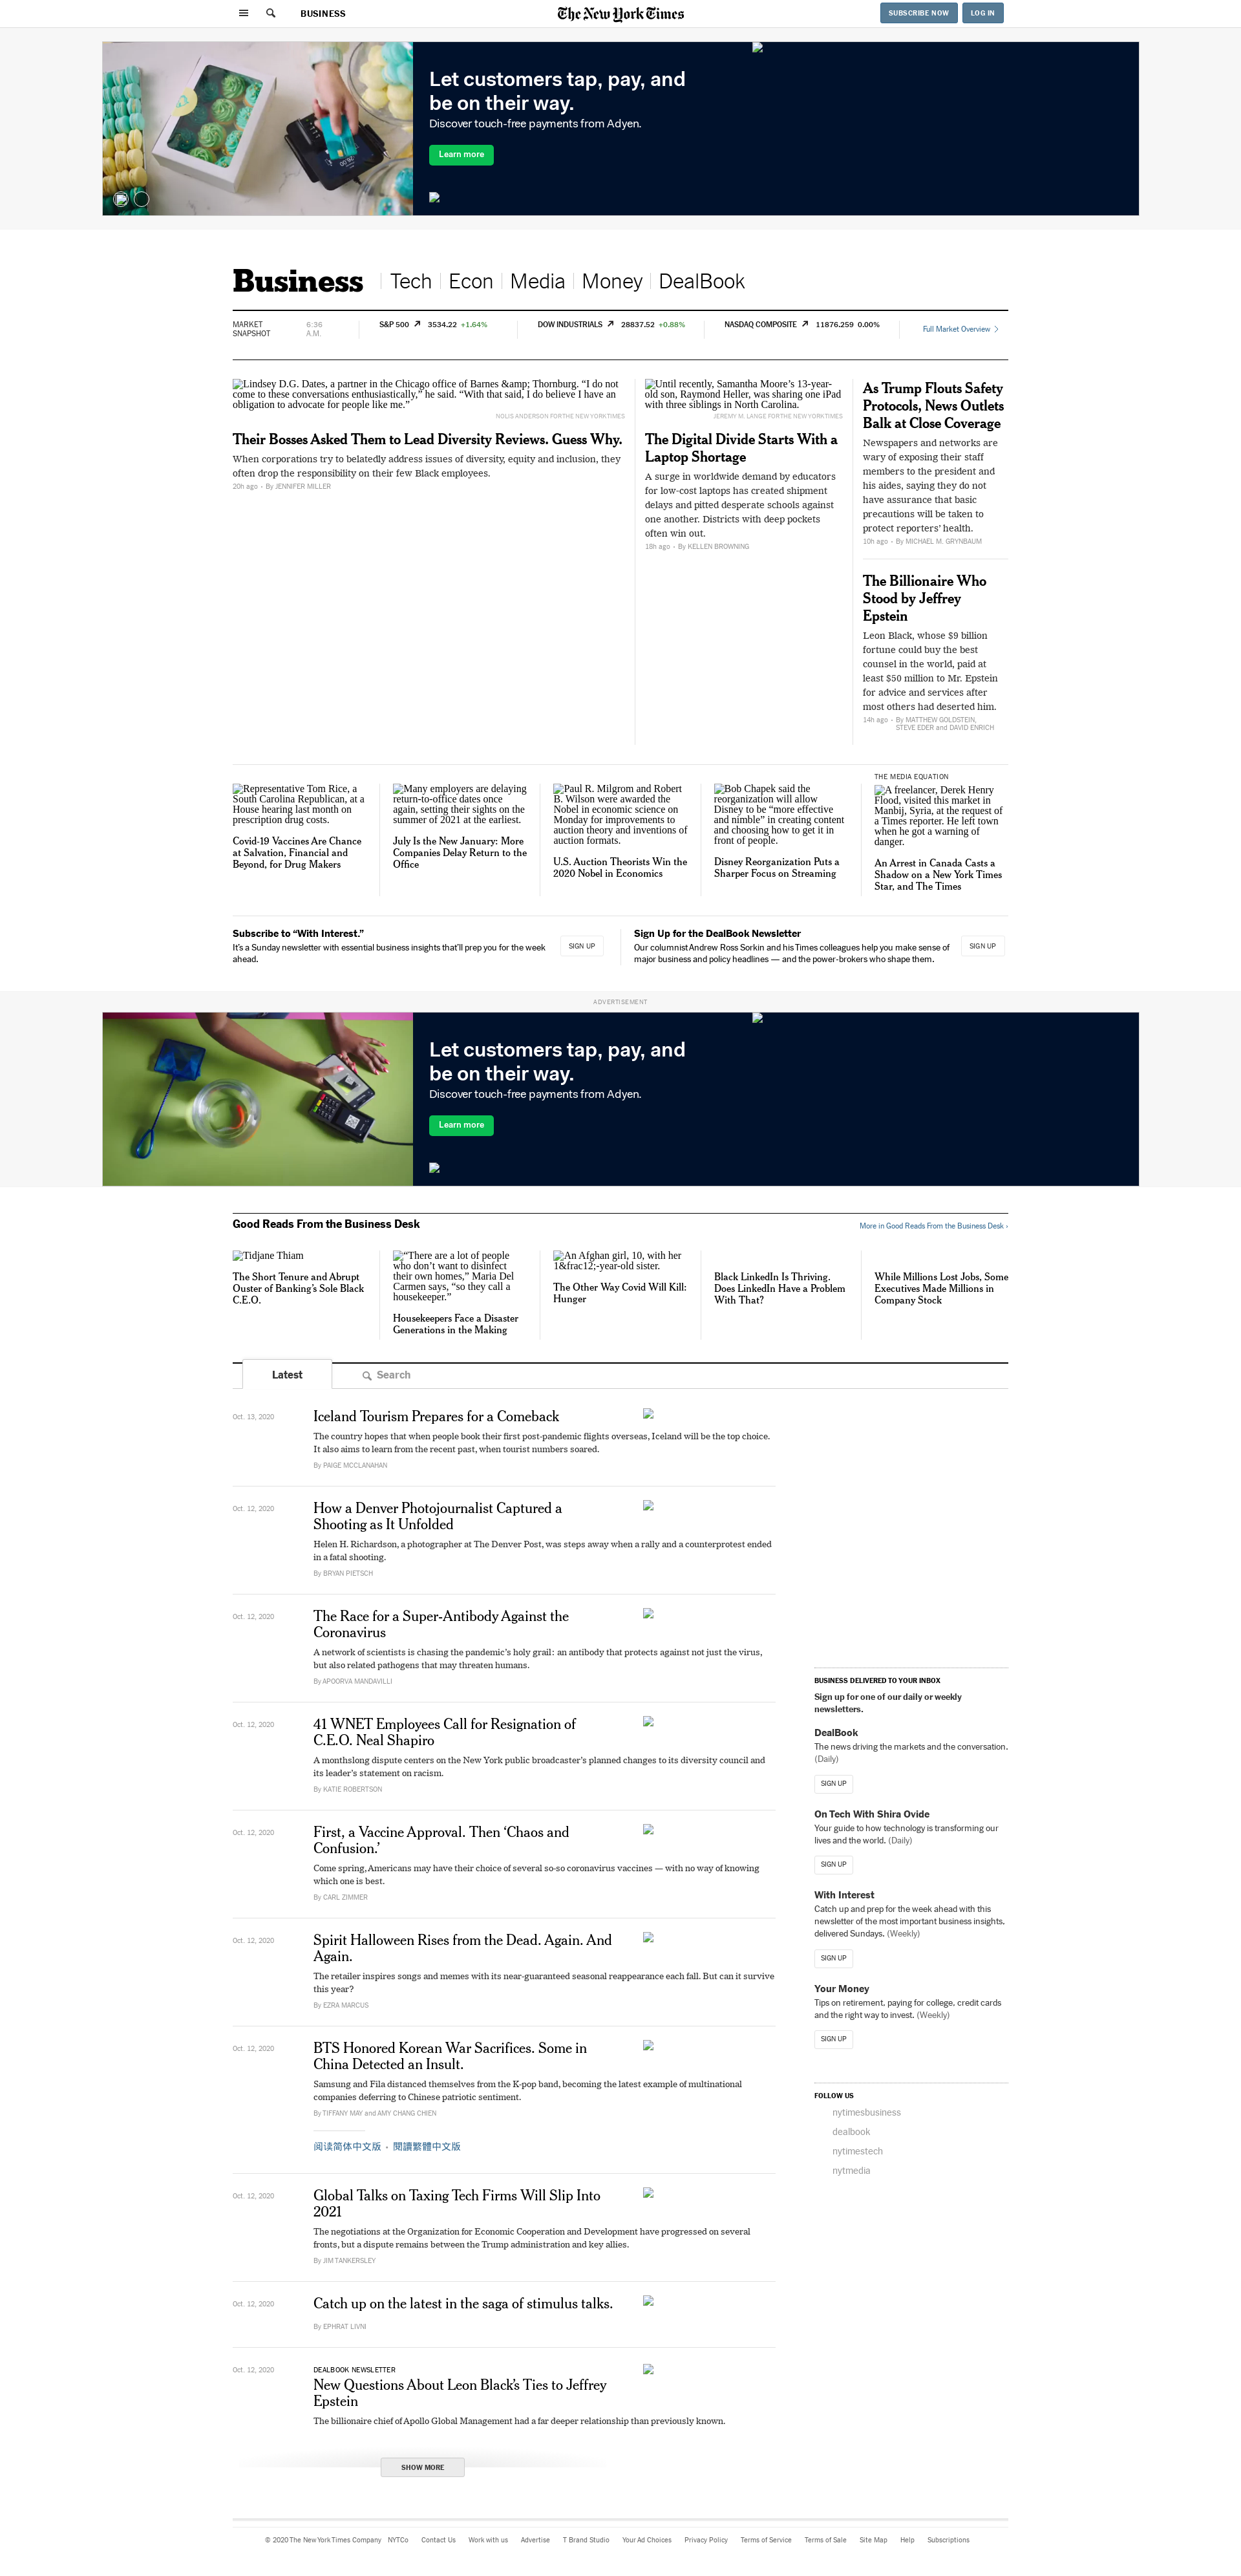 BUSINESS
The New York Times
SUBSCRIBE NOW
LOG IN
Let customers tap, pay, and
be on their way.
Discover touch-free payments from Adyen.
Learn more
Business
Tech
Econ
Media
Money
DealBook
MARKET
SNAPSHOT
6:36
A.M.
S&P 500 3534.22 +1.64%
DOW INDUSTRIALS 28837.52 +0.88%
NASDAQ COMPOSITE 11876.259 0.00%
Full Market Overview
Lindsey D.G. Dates, a partner in the Chicago office of Barnes &amp; Thornburg. “I do not
come to these conversations enthusiastically,” he said. “With that said, I do believe I have an
obligation to advocate for people like me.”
NOLIS ANDERSON FOR THE NEW YORK TIMES
Their Bosses Asked Them to Lead Diversity Reviews. Guess Why.
When corporations try to belatedly address issues of diversity, equity and inclusion, they
often drop the responsibility on their few Black employees.
20h ago • By JENNIFER MILLER
Until recently, Samantha Moore’s 13-year-
old son, Raymond Heller, was sharing one iPad
with three siblings in North Carolina.
JEREMY M. LANGE FOR THE NEW YORK TIMES
The Digital Divide Starts With a
Laptop Shortage
A surge in worldwide demand by educators
for low-cost laptops has created shipment
delays and pitted desperate schools against
one another. Districts with deep pockets
often win out.
18h ago • By KELLEN BROWNING
As Trump Flouts Safety
Protocols, News Outlets
Balk at Close Coverage
Newspapers and networks are
wary of exposing their staff
members to the president and
his aides, saying they do not
have assurance that basic
precautions will be taken to
protect reporters’ health.
10h ago • By MICHAEL M. GRYNBAUM
The Billionaire Who
Stood by Jeffrey
Epstein
Leon Black, whose $9 billion
fortune could buy the best
counsel in the world, paid at
least $50 million to Mr. Epstein
for advice and services after
most others had deserted him.
14h ago • By MATTHEW GOLDSTEIN,
STEVE EDER and DAVID ENRICH
Representative Tom Rice, a
South Carolina Republican, at a
House hearing last month on
prescription drug costs.
Covid-19 Vaccines Are Chance
at Salvation, Financial and
Beyond, for Drug Makers
Many employers are delaying
return-to-office dates once
again, setting their sights on the
summer of 2021 at the earliest.
July Is the New January: More
Companies Delay Return to the
Office
Paul R. Milgrom and Robert
B. Wilson were awarded the
Nobel in economic science on
Monday for improvements to
auction theory and inventions of
auction formats.
U.S. Auction Theorists Win the
2020 Nobel in Economics
Bob Chapek said the
reorganization will allow
Disney to be “more effective
and nimble” in creating content
and choosing how to get it in
front of people.
Disney Reorganization Puts a
Sharper Focus on Streaming
THE MEDIA EQUATION
A freelancer, Derek Henry
Flood, visited this market in
Manbij, Syria, at the request of
a Times reporter. He left town
when he got a warning of
danger.
An Arrest in Canada Casts a
Shadow on a New York Times
Star, and The Times
Subscribe to “With Interest.”
It’s a Sunday newsletter with essential business insights that’ll prep you for the week
ahead.
SIGN UP
Sign Up for the DealBook Newsletter
Our columnist Andrew Ross Sorkin and his Times colleagues help you make sense of
major business and policy headlines — and the power-brokers who shape them.
SIGN UP
ADVERTISEMENT
Let customers tap, pay, and
be on their way.
Discover touch-free payments from Adyen.
Learn more
Good Reads From the Business Desk
More in Good Reads From the Business Desk ›
Tidjane Thiam
The Short Tenure and Abrupt
Ouster of Banking’s Sole Black
C.E.O.
“There are a lot of people
who don’t want to disinfect
their own homes,” Maria Del
Carmen says, “so they call a
housekeeper.”
Housekeepers Face a Disaster
Generations in the Making
An Afghan girl, 10, with her
1&frac12;-year-old sister.
The Other Way Covid Will Kill:
Hunger
Black LinkedIn Is Thriving.
Does LinkedIn Have a Problem
With That?
While Millions Lost Jobs, Some
Executives Made Millions in
Company Stock
Latest
Search
Oct. 13, 2020
Iceland Tourism Prepares for a Comeback
The country hopes that when people book their first post-pandemic flights overseas, Iceland will be the top choice.
It also aims to learn from the recent past, when tourist numbers soared.
By PAIGE MCCLANAHAN
Oct. 12, 2020
How a Denver Photojournalist Captured a
Shooting as It Unfolded
Helen H. Richardson, a photographer at The Denver Post, was steps away when a rally and a counterprotest ended
in a fatal shooting.
By BRYAN PIETSCH
Oct. 12, 2020
The Race for a Super-Antibody Against the
Coronavirus
A network of scientists is chasing the pandemic’s holy grail: an antibody that protects against not just the virus,
but also related pathogens that may threaten humans.
By APOORVA MANDAVILLI
Oct. 12, 2020
41 WNET Employees Call for Resignation of
C.E.O. Neal Shapiro
A monthslong dispute centers on the New York public broadcaster’s planned changes to its diversity council and
its leader’s statement on racism.
By KATIE ROBERTSON
Oct. 12, 2020
First, a Vaccine Approval. Then ‘Chaos and
Confusion.’
Come spring, Americans may have their choice of several so-so coronavirus vaccines — with no way of knowing
which one is best.
By CARL ZIMMER
Oct. 12, 2020
Spirit Halloween Rises from the Dead. Again. And
Again.
The retailer inspires songs and memes with its near-guaranteed seasonal reappearance each fall. But can it survive
this year?
By EZRA MARCUS
Oct. 12, 2020
BTS Honored Korean War Sacrifices. Some in
China Detected an Insult.
Samsung and Fila distanced themselves from the K-pop band, becoming the latest example of multinational
companies deferring to Chinese patriotic sentiment.
By TIFFANY MAY and AMY CHANG CHIEN
阅读简体中文版 • 閱讀繁體中文版
Oct. 12, 2020
Global Talks on Taxing Tech Firms Will Slip Into
2021
The negotiations at the Organization for Economic Cooperation and Development have progressed on several
fronts, but a dispute remains between the Trump administration and key allies.
By JIM TANKERSLEY
Oct. 12, 2020
Catch up on the latest in the saga of stimulus talks.
By EPHRAT LIVNI
Oct. 12, 2020
DEALBOOK NEWSLETTER
New Questions About Leon Black’s Ties to Jeffrey
Epstein
The billionaire chief of Apollo Global Management had a far deeper relationship than previously known.
SHOW MORE
BUSINESS DELIVERED TO YOUR INBOX
Sign up for one of our daily or weekly
newsletters.
DealBook
The news driving the markets and the conversation.
(Daily)
SIGN UP
On Tech With Shira Ovide
Your guide to how technology is transforming our
lives and the world. (Daily)
SIGN UP
With Interest
Catch up and prep for the week ahead with this
newsletter of the most important business insights,
delivered Sundays. (Weekly)
SIGN UP
Your Money
Tips on retirement, paying for college, credit cards
and the right way to invest. (Weekly)
SIGN UP
FOLLOW US
nytimesbusiness
dealbook
nytimestech
nytmedia
© 2020 The New York Times Company NYTCo Contact Us Work with us Advertise T Brand Studio Your Ad Choices Privacy Policy Terms of Service Terms of Sale Site Map Help Subscriptions